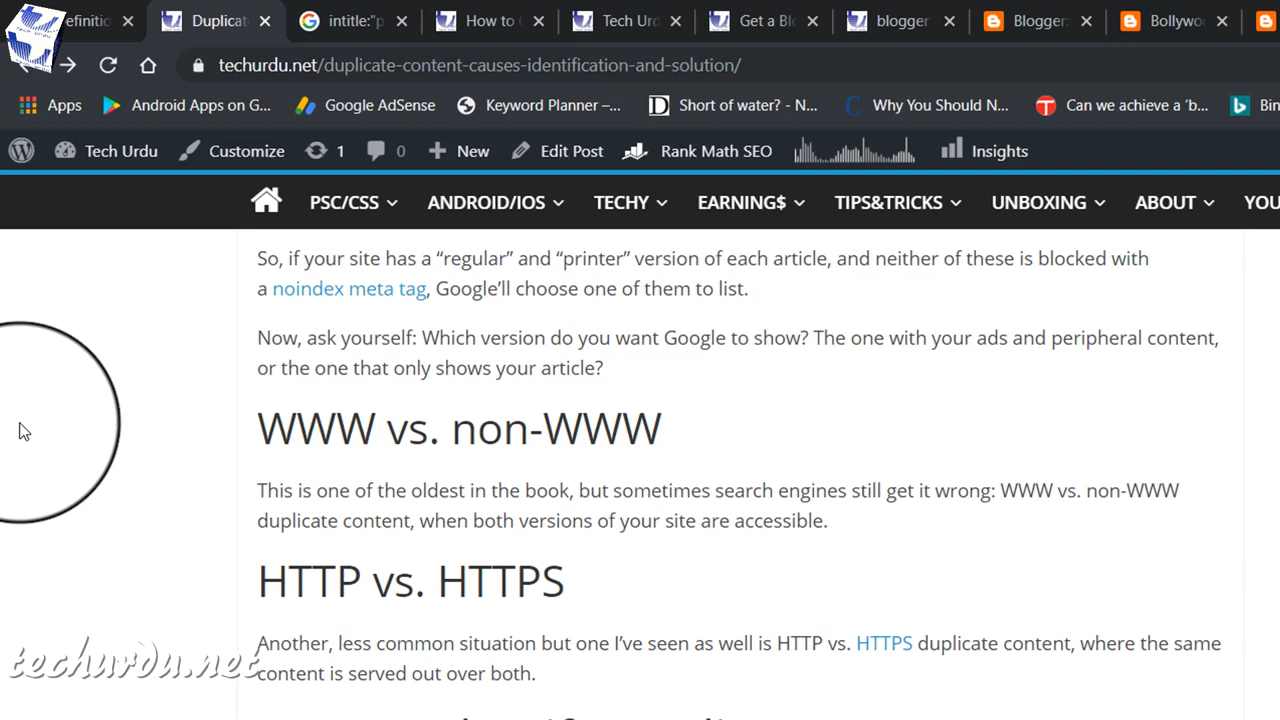 efinitio
Duplicate
intitle:"p
How to C
Tech Urd
Get a Bl
blogger
Blogger:
Bollywo
Tech Urdu
techurdu.net/duplicate-content-causes-identification-and-solution/
Apps
Android Apps on G...
Google AdSense
Keyword Planner –...
D
Short of water? - N...
C
Why You Should N...
T
Can we achieve a 'b...
Bin
Tech Urdu
Customize
1
0
New
Edit Post
Rank Math SEO
Insights
PSC/CSS
ANDROID/IOS
TECHY
EARNING$
TIPS&TRICKS
UNBOXING
ABOUT
YOU
So, if your site has a “regular” and “printer” version of each article, and neither of these is blocked with
a noindex meta tag, Google’ll choose one of them to list.
Now, ask yourself: Which version do you want Google to show? The one with your ads and peripheral content,
or the one that only shows your article?
WWW vs. non-WWW
This is one of the oldest in the book, but sometimes search engines still get it wrong: WWW vs. non-WWW
duplicate content, when both versions of your site are accessible.
HTTP vs. HTTPS
Another, less common situation but one I’ve seen as well is HTTP vs. HTTPS duplicate content, where the same
content is served out over both.
techurdu.net